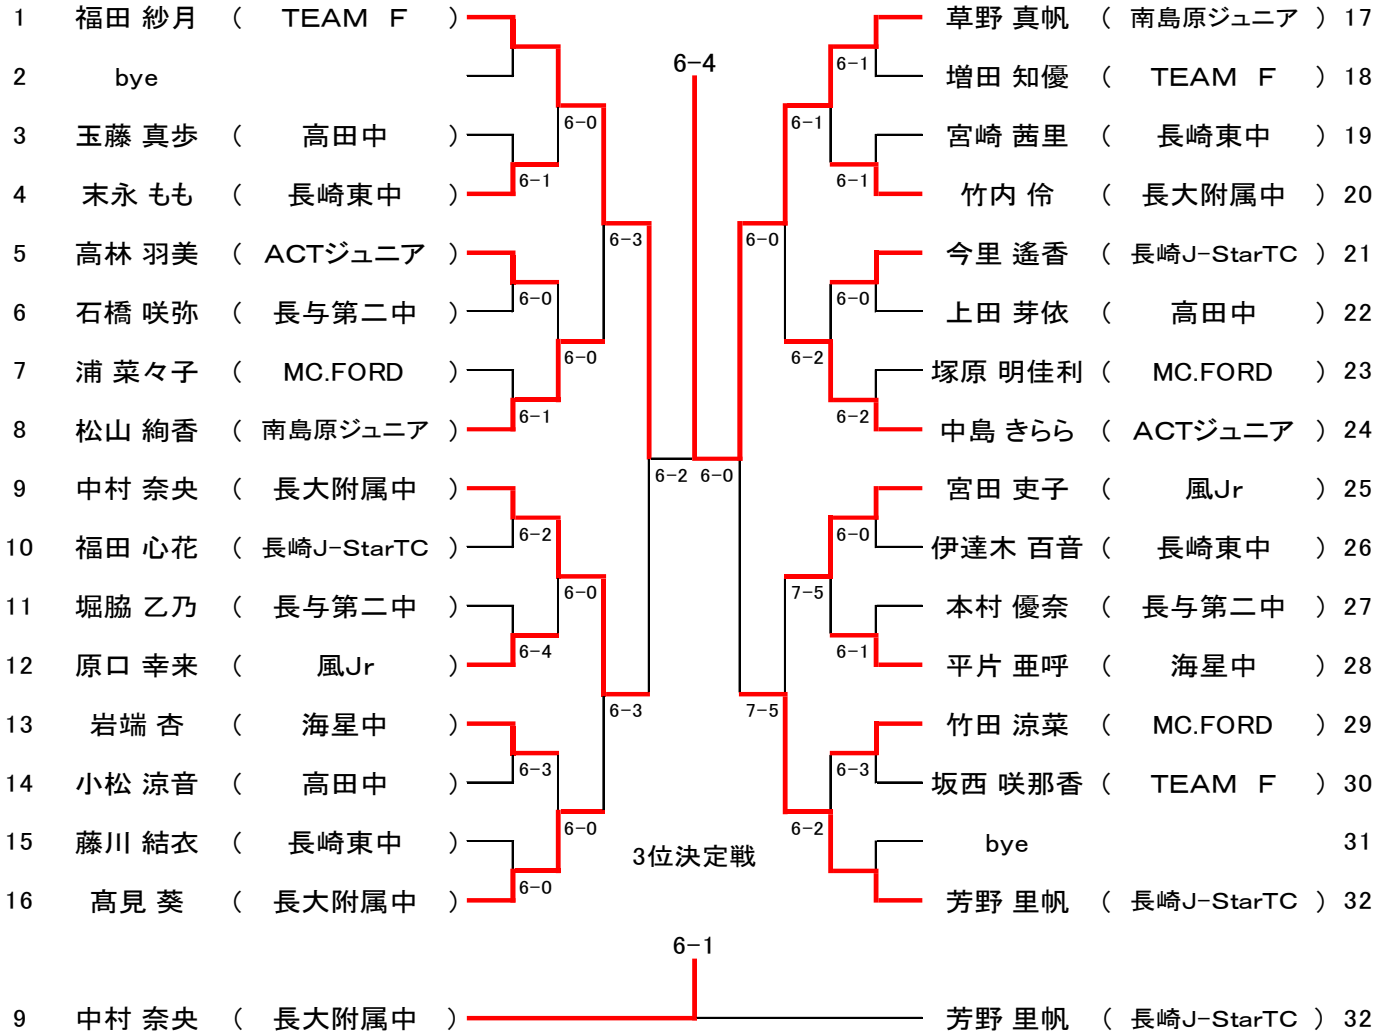 1 福田 紗月 ( TEAM F ) 草野 真帆 ( 南島原ジュニア ) 17
6-4
6-1
2 bye 増田 知優 ( TEAM F ) 18
6-0 6-1
3 玉藤 真歩 ( 高田中 ) 宮崎 茜里 ( 長崎東中 ) 19
6-1 6-1
4 末永 もも ( 長崎東中 ) 竹内 伶 ( 長大附属中 ) 20
6-3 6-0
5 高林 羽美 ( ACTジュニア ) 今里 遙香 ( 長崎J-StarTC ) 21
6-0 6-0
6 石橋 咲弥 ( 長与第二中 ) 上田 芽依 ( 高田中 ) 22
6-0 6-2
7 浦 菜々子 ( MC.FORD ) 塚原 明佳利 ( MC.FORD ) 23
6-1 6-2
8 松山 絢香 ( 南島原ジュニア ) 中島 きらら ( ACTジュニア ) 24
6-2 6-0
9 中村 奈央 ( 長大附属中 ) 宮田 吏子 ( 風Jr ) 25
6-2 6-0
10 福田 心花 ( 長崎J-StarTC ) 伊達木 百音 ( 長崎東中 ) 26
6-0 7-5
11 堀脇 乙乃 ( 長与第二中 ) 本村 優奈 ( 長与第二中 ) 27
6-4 6-1
12 原口 幸来 ( 風Jr ) 平片 亜呼 ( 海星中 ) 28
6-3 7-5
13 岩端 杏 ( 海星中 ) 竹田 涼菜 ( MC.FORD ) 29
6-3 6-3
14 小松 涼音 ( 高田中 ) 坂西 咲那香 ( TEAM F ) 30
6-0 6-2
15 藤川 結衣 ( 長崎東中 ) bye 31
3位決定戦
6-0
16 髙見 葵 ( 長大附属中 ) 芳野 里帆 ( 長崎J-StarTC ) 32
6-1
9 中村 奈央 ( 長大附属中 ) 芳野 里帆 ( 長崎J-StarTC ) 32